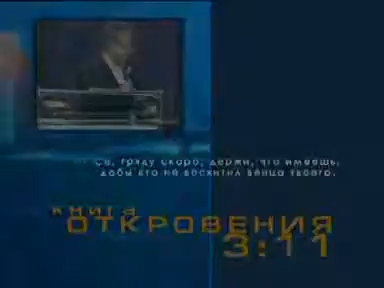 Се, гряду скоро; держи, что имеешь,
дабы кто не восхитил венца твоего.
КНИГА
ОТКРОВЕНИЯ
3:11